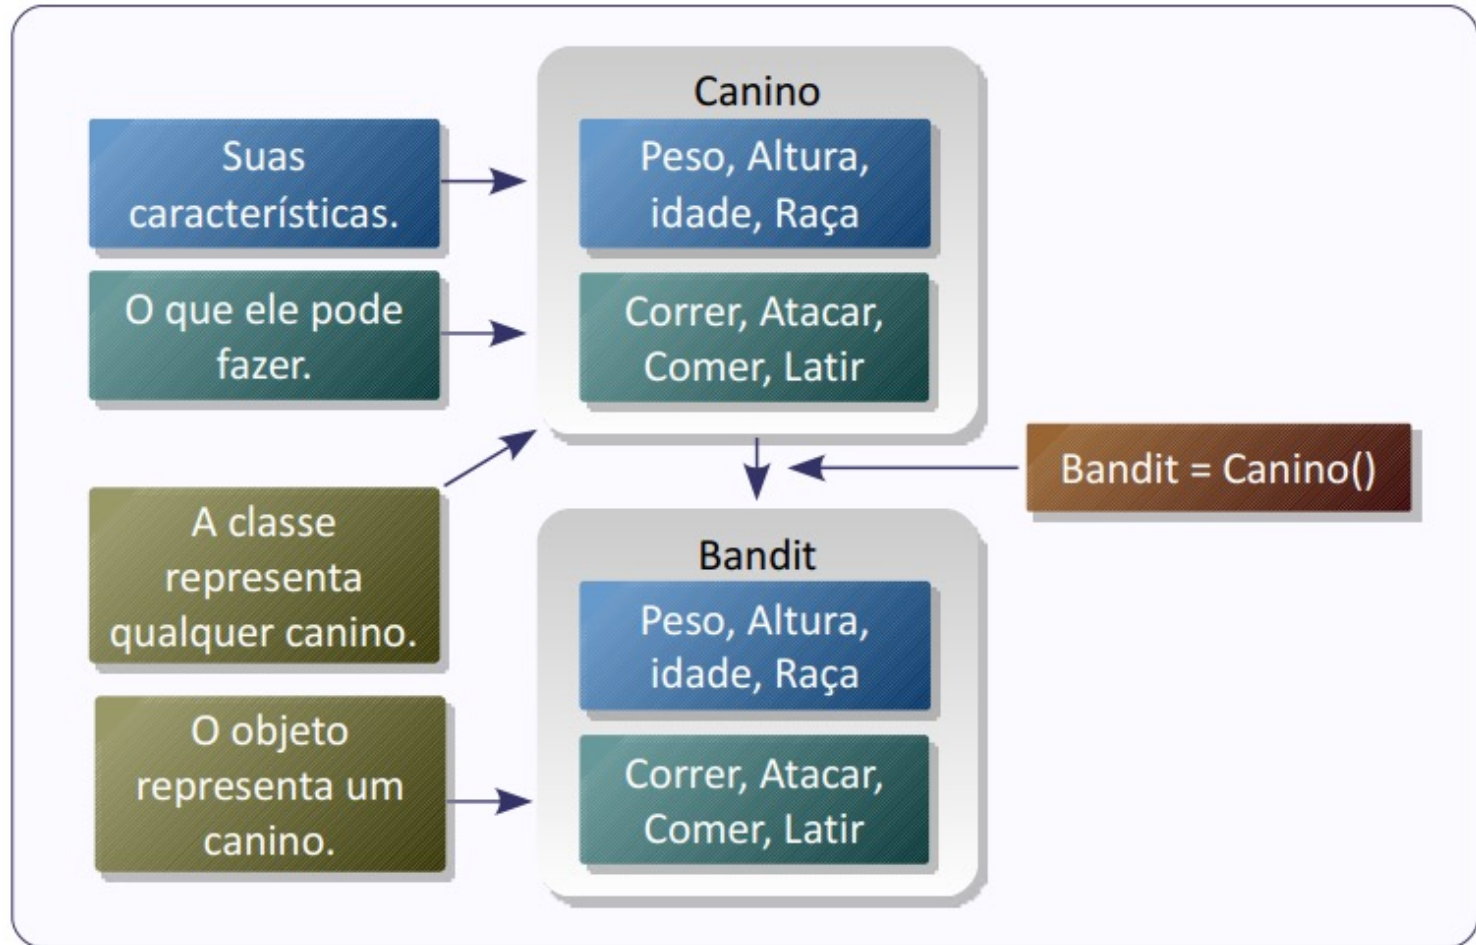 Canino
Suas
características.
Peso, Altura,
idade, Raça
O que ele pode
fazer.
Correr, Atacar,
Comer, Latir
Bandit = Canino()
A classe
representa
qualquer canino.
Bandit
Peso, Altura,
idade, Raça
O objeto
representa um
canino.
Correr, Atacar,
Comer, Latir